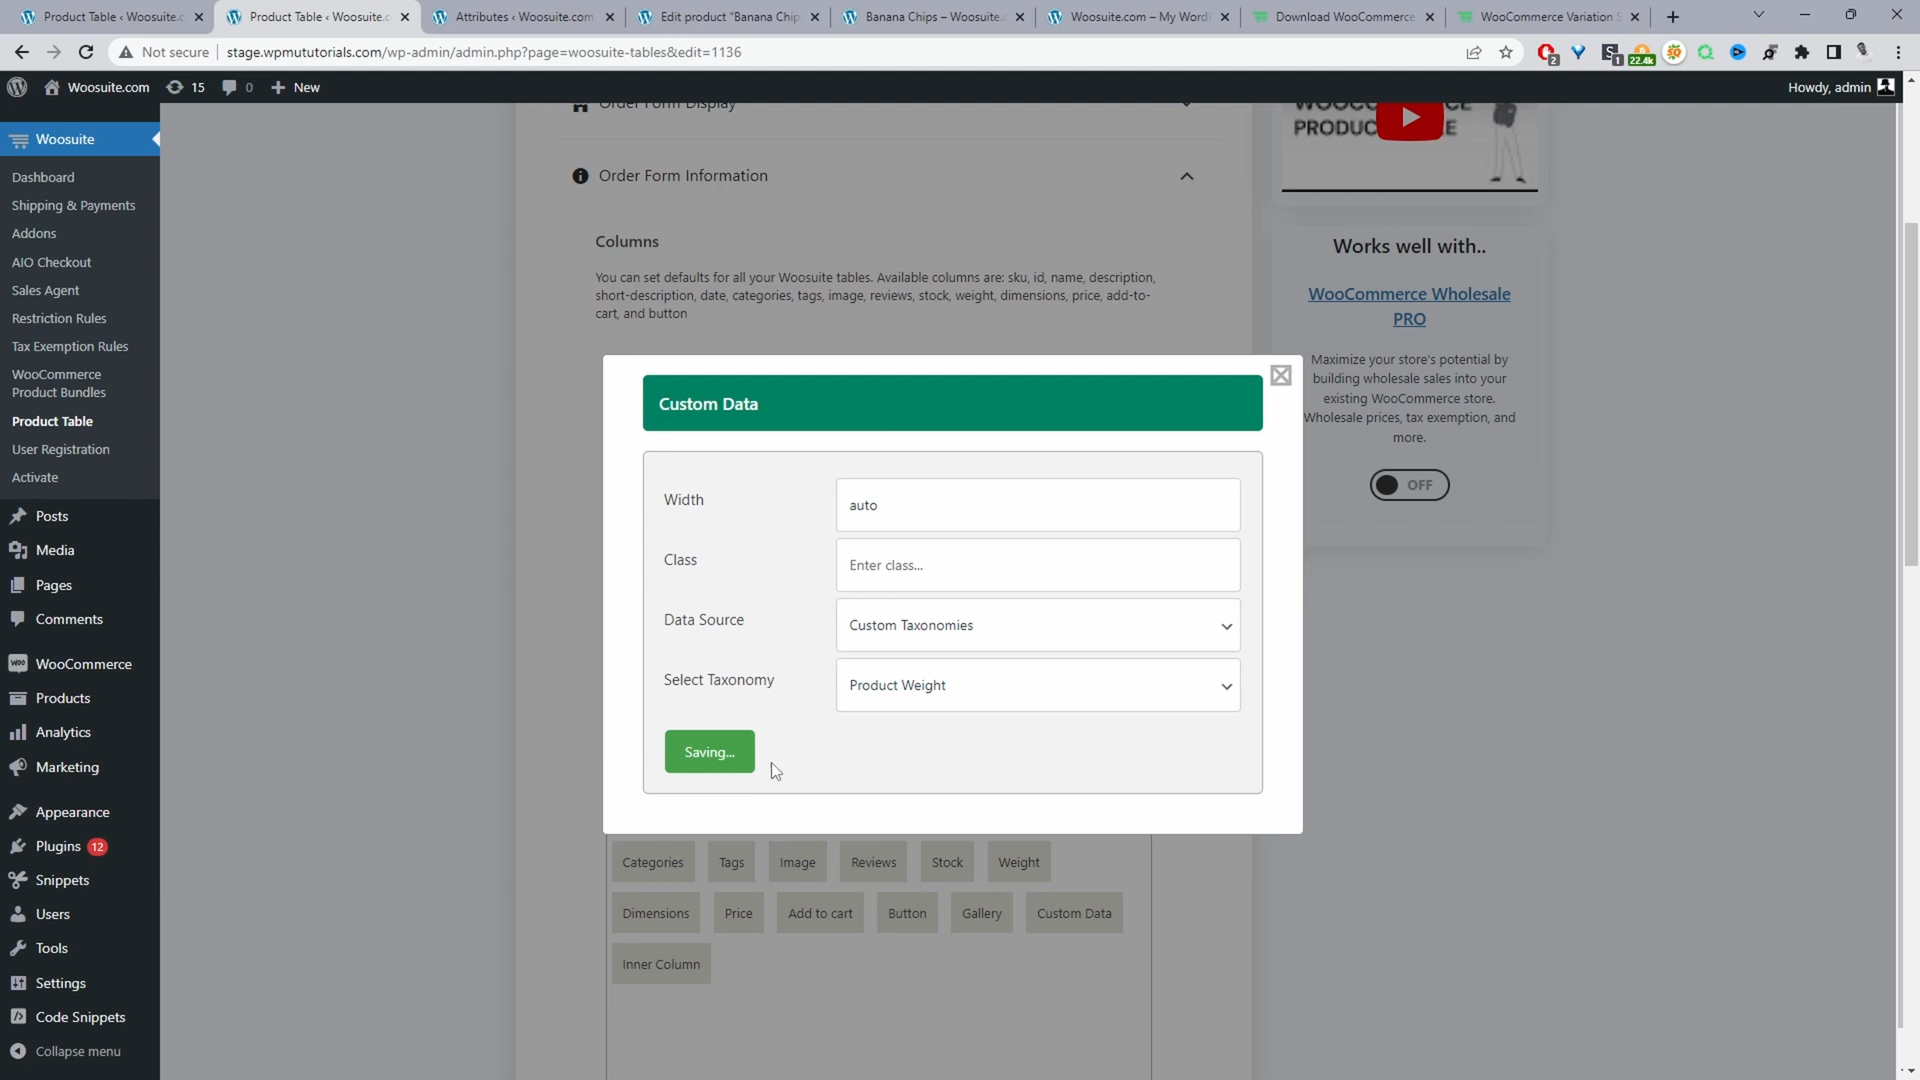 Product Table ‹ Woosuite.c
Product Table ‹ Woosuite.c
Attributes ‹ Woosuite.com
Edit product “Banana Chip
Banana Chips – Woosuite.c
Woosuite.com – My Word
Download WooCommerce
WooCommerce Variation S
Not secure
stage.wpmututorials.com/wp-admin/admin.php?page=woosuite-tables&edit=1136
2
1
22.4k
Woosuite.com
15
0
New
Howdy, admin
Woosuite
Dashboard
Shipping & Payments
Addons
AIO Checkout
Sales Agent
Restriction Rules
Tax Exemption Rules
WooCommerce
Product Bundles
Product Table
User Registration
Activate
Posts
Media
Pages
Comments
WooCommerce
Products
Analytics
Marketing
Appearance
Plugins 12
Snippets
Users
Tools
Settings
Code Snippets
Collapse menu
Order Form Display
Order Form Information
Columns
You can set defaults for all your Woosuite tables. Available columns are: sku, id, name, description,
short-description, date, categories, tags, image, reviews, stock, weight, dimensions, price, add-to-
cart, and button
Custom Data
Width
auto
Class
Enter class...
Data Source
Custom Taxonomies
Select Taxonomy
Product Weight
Saving...
Categories
Tags
Image
Reviews
Stock
Weight
Dimensions
Price
Add to cart
Button
Gallery
Custom Data
Inner Column
Works well with..
WooCommerce Wholesale
PRO
Maximize your store's potential by
building wholesale sales into your
existing WooCommerce store.
Wholesale prices, tax exemption, and
more.
OFF